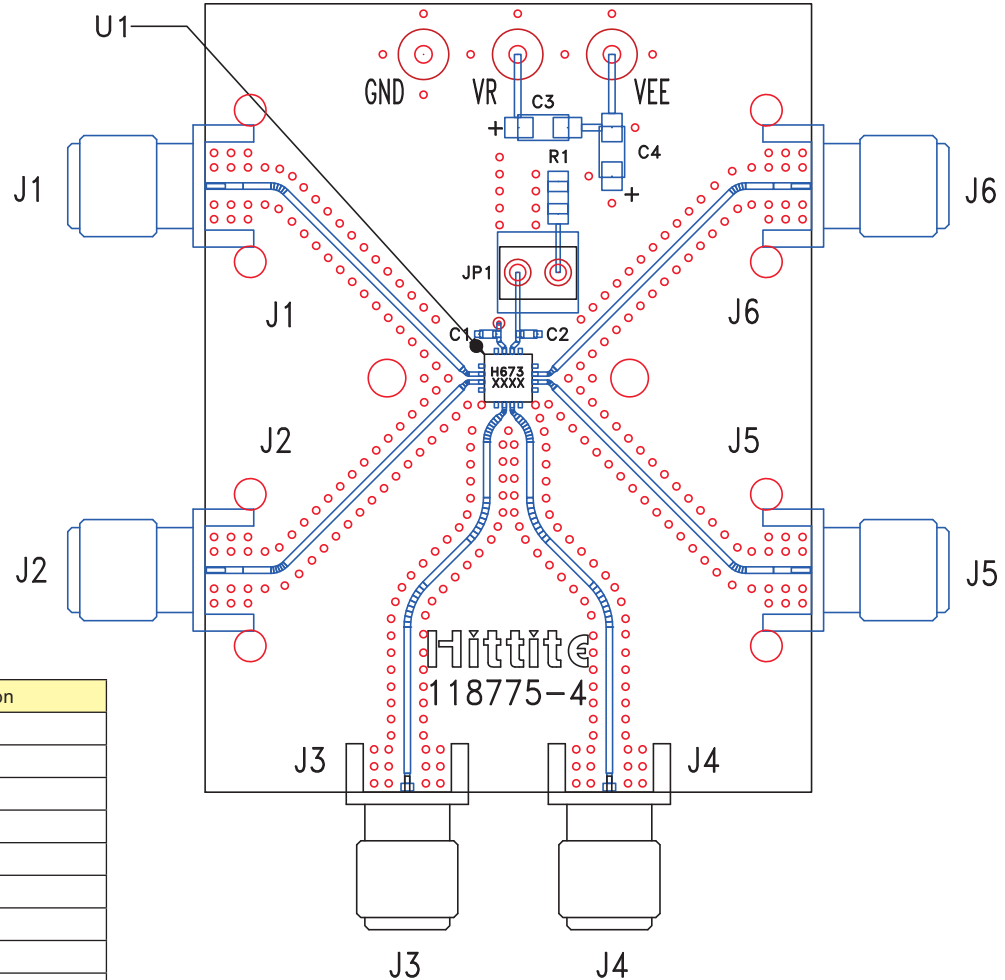 U1
GND
VR
VEE
C3
+
C4
R1
+
J1
J6
JP1
J1
J6
C1
C2
H673
XXXX
J2
J5
J2
J5
Hittite
118775-4
on
J3
J4
J3
J4